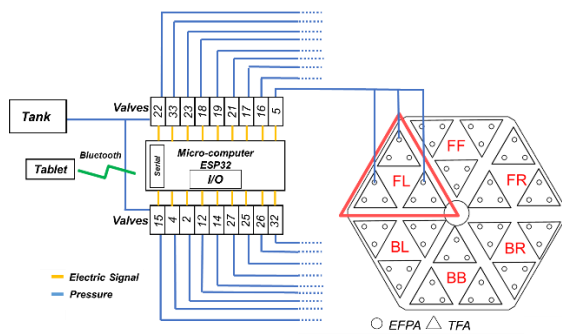 Valves 22 33 23 18 19 21 17 16 5
Tank
FF
Micro-computer
ESP32
Serial
I/O
Bluctooth
Tablet
FL
FR
Valves 15 4 2 12 14 27 25 26 32
BL
BR
BB
Electric Signal
Pressure
EFPA TFA